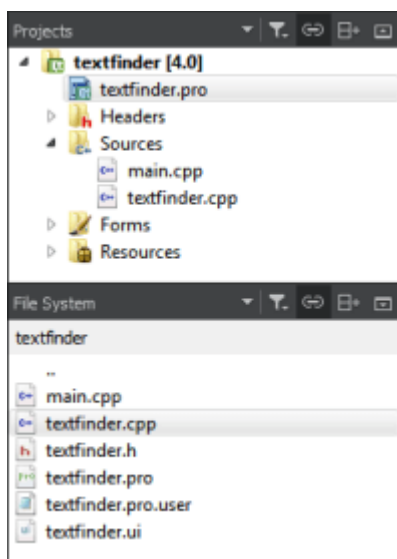 Projects
textfinder [4.0]
textfinder.pro
Headers
Sources
main.cpp
textfinder.cpp
Forms
Resources
File System
textfinder
..
main.cpp
textfinder.cpp
textfinder.h
textfinder.pro
textfinder.pro.user
textfinder.ui